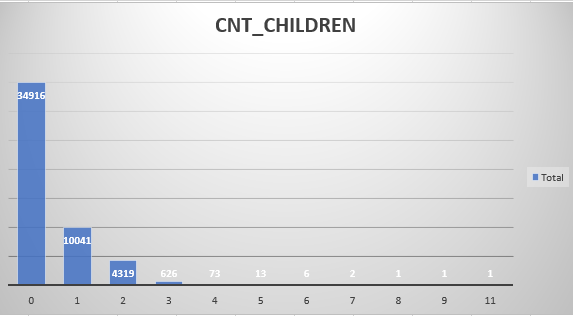 CNT_CHILDREN
34916
10041
4319 626 73 13 6 2 1 1 1
Total
0 1 2 3 4 5 6 7 8 9 11